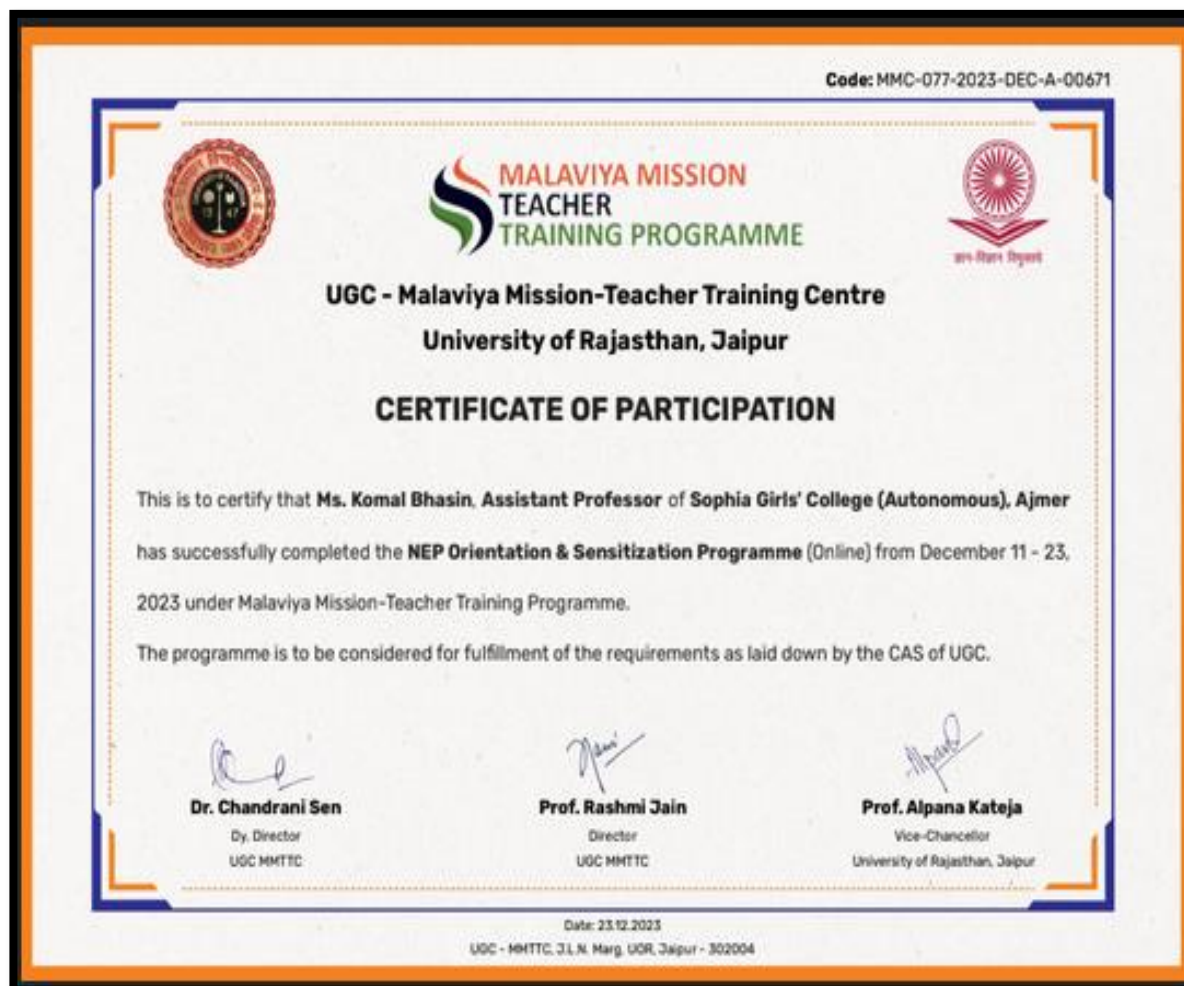 Code: MMC-077-2023-DEC-A-00671
MALAVIYA MISSION
TEACHER
TRAINING PROGRAMME
ज्ञान-विज्ञान विमुक्तये
UGC - Malaviya Mission-Teacher Training Centre
University of Rajasthan, Jaipur
CERTIFICATE OF PARTICIPATION
This is to certify that Ms. Komal Bhasin, Assistant Professor of Sophia Girls' College (Autonomous), Ajmer
has successfully completed the NEP Orientation & Sensitization Programme (Online) from December 11 - 23,
2023 under Malaviya Mission-Teacher Training Programme.
The programme is to be considered for fulfillment of the requirements as laid down by the CAS of UGC.
Dr. Chandrani Sen
Dy. Director
UGC MMTTC
Prof. Rashmi Jain
Director
UGC MMTTC
Prof. Alpana Kateja
Vice-Chancellor
University of Rajasthan, Jaipur
Date: 23.12.2023
UGC - MMTTC, J.L.N. Marg, UOR, Jaipur - 302004